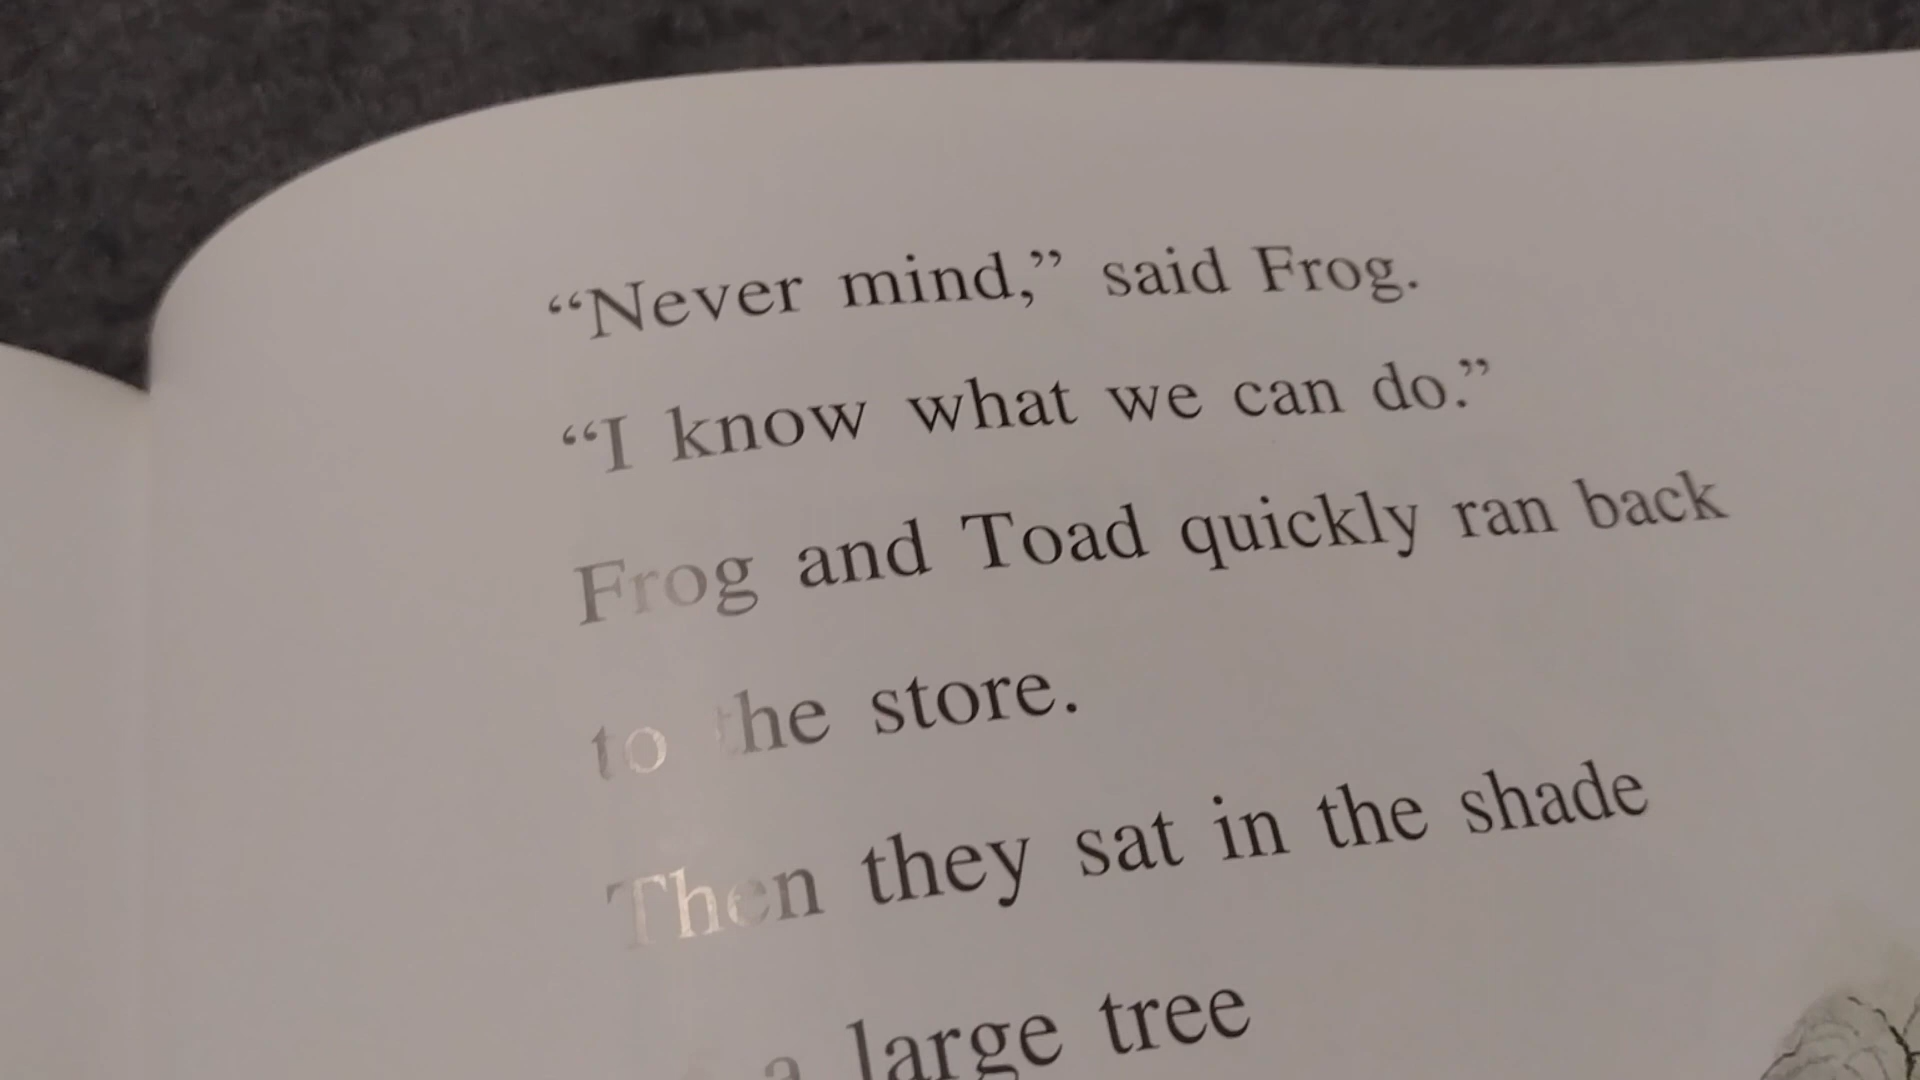 “Never mind,” said Frog.
“I know what we can do.”
Frog and Toad quickly ran back
to the store.
Then they sat in the shade
a large tree